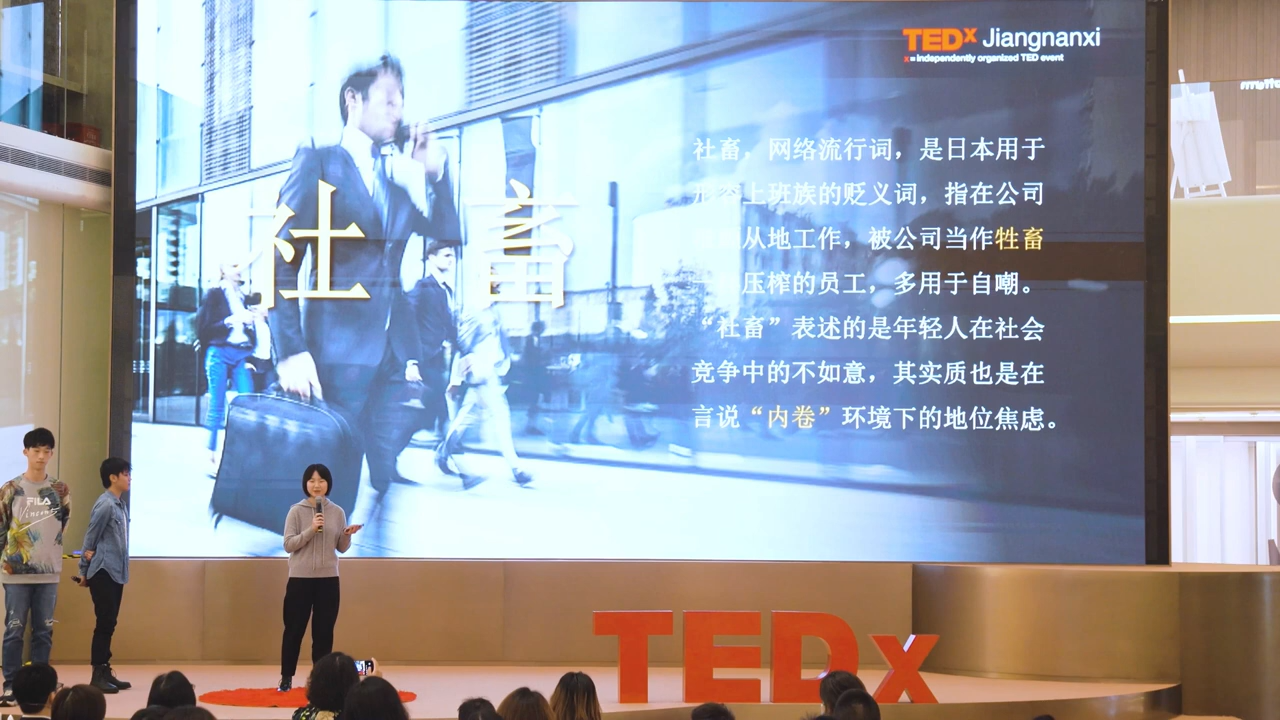 TEDx Jiangnanxi
x = independently organized TED event
社畜
社畜，网络流行词，是日本用于
形容上班族的贬义词，指在公司
从地工作，被公司当作牲畜
压榨的员工，多用于自嘲。
“社畜”表述的是年轻人在社会
竞争中的不如意，其实质也是在
言说“内卷”环境下的地位焦虑。
FILA
Vincent
TEDx